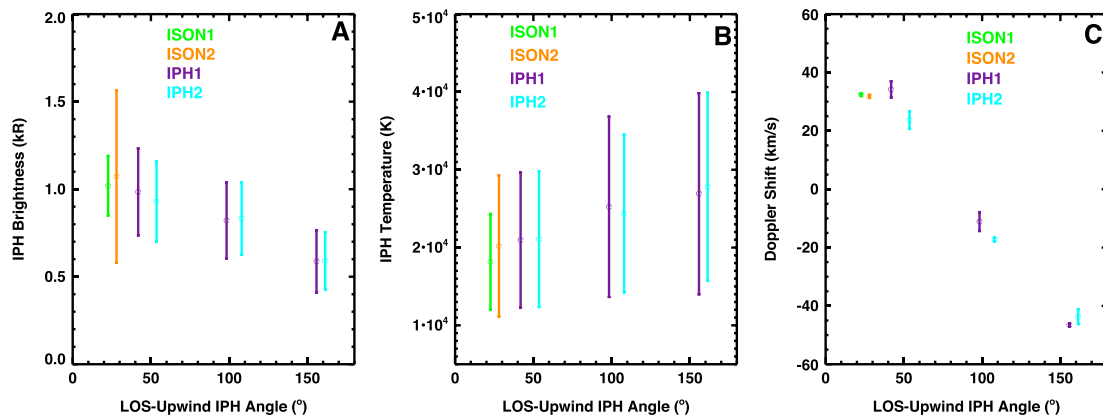 A
ISON1
ISON2
IPH1
IPH2
2.0
1.5
1.0
0.5
0.0
IPH Brightness (kR)
0 50 100 150
LOS-Upwind IPH Angle (°)
B
ISON1
ISON2
IPH1
IPH2
5•10⁴
4•10⁴
3•10⁴
2•10⁴
1•10⁴
IPH Temperature (K)
0 50 100 150
LOS-Upwind IPH Angle (°)
C
ISON1
ISON2
IPH1
IPH2
60
40
20
0
-20
-40
-60
Doppler Shift (km/s)
0 50 100 150
LOS-Upwind IPH Angle (°)